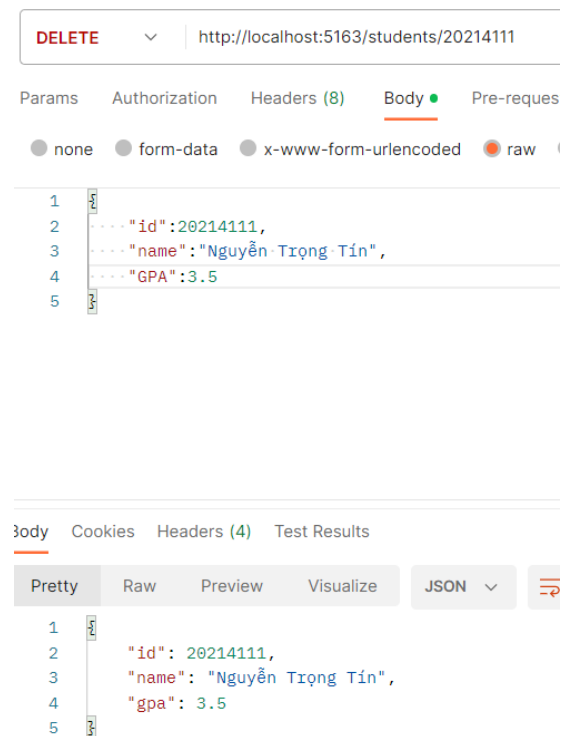 DELETE http://localhost:5163/students/20214111
Params Authorization Headers (8) Body Pre-reques
none form-data x-www-form-urlencoded raw
1 {
2 ····"id":20214111,
3 ····"name":"Nguyễn·Trọng·Tín",
4 ····"GPA":3.5
5 }
Body Cookies Headers (4) Test Results
Pretty Raw Preview Visualize JSON
1 {
2 "id": 20214111,
3 "name": "Nguyễn Trọng Tín",
4 "gpa": 3.5
5 }